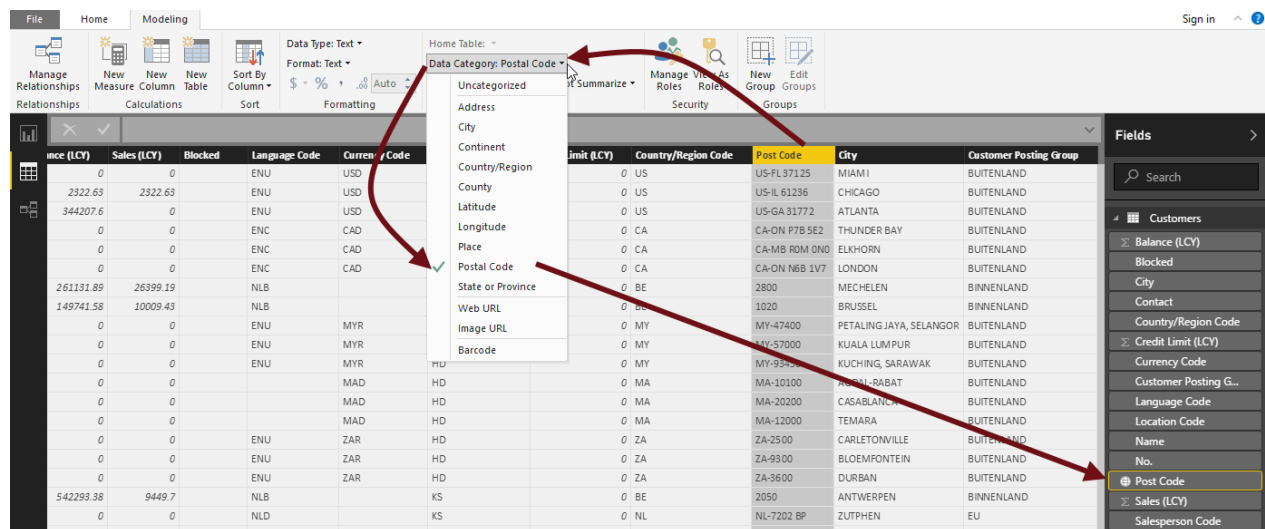 File Home Modeling Sign in
Data Type: Text Home Table:
Format: Text Data Category: Postal Code
$ % , .00 Auto Summarize
Manage Relationships New Measure New Column New Table Sort By Column Manage Roles View As Roles New Group Edit Groups
Relationships Calculations Sort Formatting Security Groups
Uncategorized
Address
City
Continent
Country/Region
County
Latitude
Longitude
Place
Postal Code
State or Province
Web URL
Image URL
Barcode
(LCY) Sales (LCY) Blocked Language Code Currency Code Limit (LCY) Country/Region Code Post Code City Customer Posting Group
0 0 ENU USD 0 US US-FL 37125 MIAMI BUITENLAND
2322.63 2322.63 ENU USD 0 US US-IL 61236 CHICAGO BUITENLAND
344207.6 0 ENU USD 0 US US-GA 31772 ATLANTA BUITENLAND
0 0 ENC CAD 0 CA CA-ON P7B 5E2 THUNDER BAY BUITENLAND
0 0 ENC CAD 0 CA CA-MB R0M 0N0 ELKHORN BUITENLAND
0 0 ENC CAD 0 CA CA-ON N6B 1V7 LONDON BUITENLAND
261131.89 26399.19 NLB 0 BE 2800 MECHELEN BINNENLAND
149741.58 10009.43 NLB 0 BE 1020 BRUSSEL BINNENLAND
0 0 ENU MYR 0 MY MY-47400 PETALING JAYA, SELANGOR BUITENLAND
0 0 ENU MYR 0 MY MY-57000 KUALA LUMPUR BUITENLAND
0 0 ENU MYR HD 0 MY KUCHING, SARAWAK BUITENLAND
0 0 MAD HD 0 MA MA-10100 AGDAL-RABAT BUITENLAND
0 0 MAD HD 0 MA MA-20200 CASABLANCA BUITENLAND
0 0 MAD HD 0 MA MA-12000 TEMARA BUITENLAND
0 0 ENU ZAR HD 0 ZA ZA-2500 CARLETONVILLE BUITENLAND
0 0 ENU ZAR HD 0 ZA ZA-9300 BLOEMFONTEIN BUITENLAND
0 0 ENU ZAR HD 0 ZA ZA-3600 DURBAN BUITENLAND
542293.38 9449.7 NLB KS 0 BE 2050 ANTWERPEN BINNENLAND
0 0 NLD KS 0 NL NL-7202 BP ZUTPHEN EU
Fields
Search
Customers
Balance (LCY)
Blocked
City
Contact
Country/Region Code
Credit Limit (LCY)
Currency Code
Customer Posting G...
Language Code
Location Code
Name
No.
Post Code
Sales (LCY)
Salesperson Code